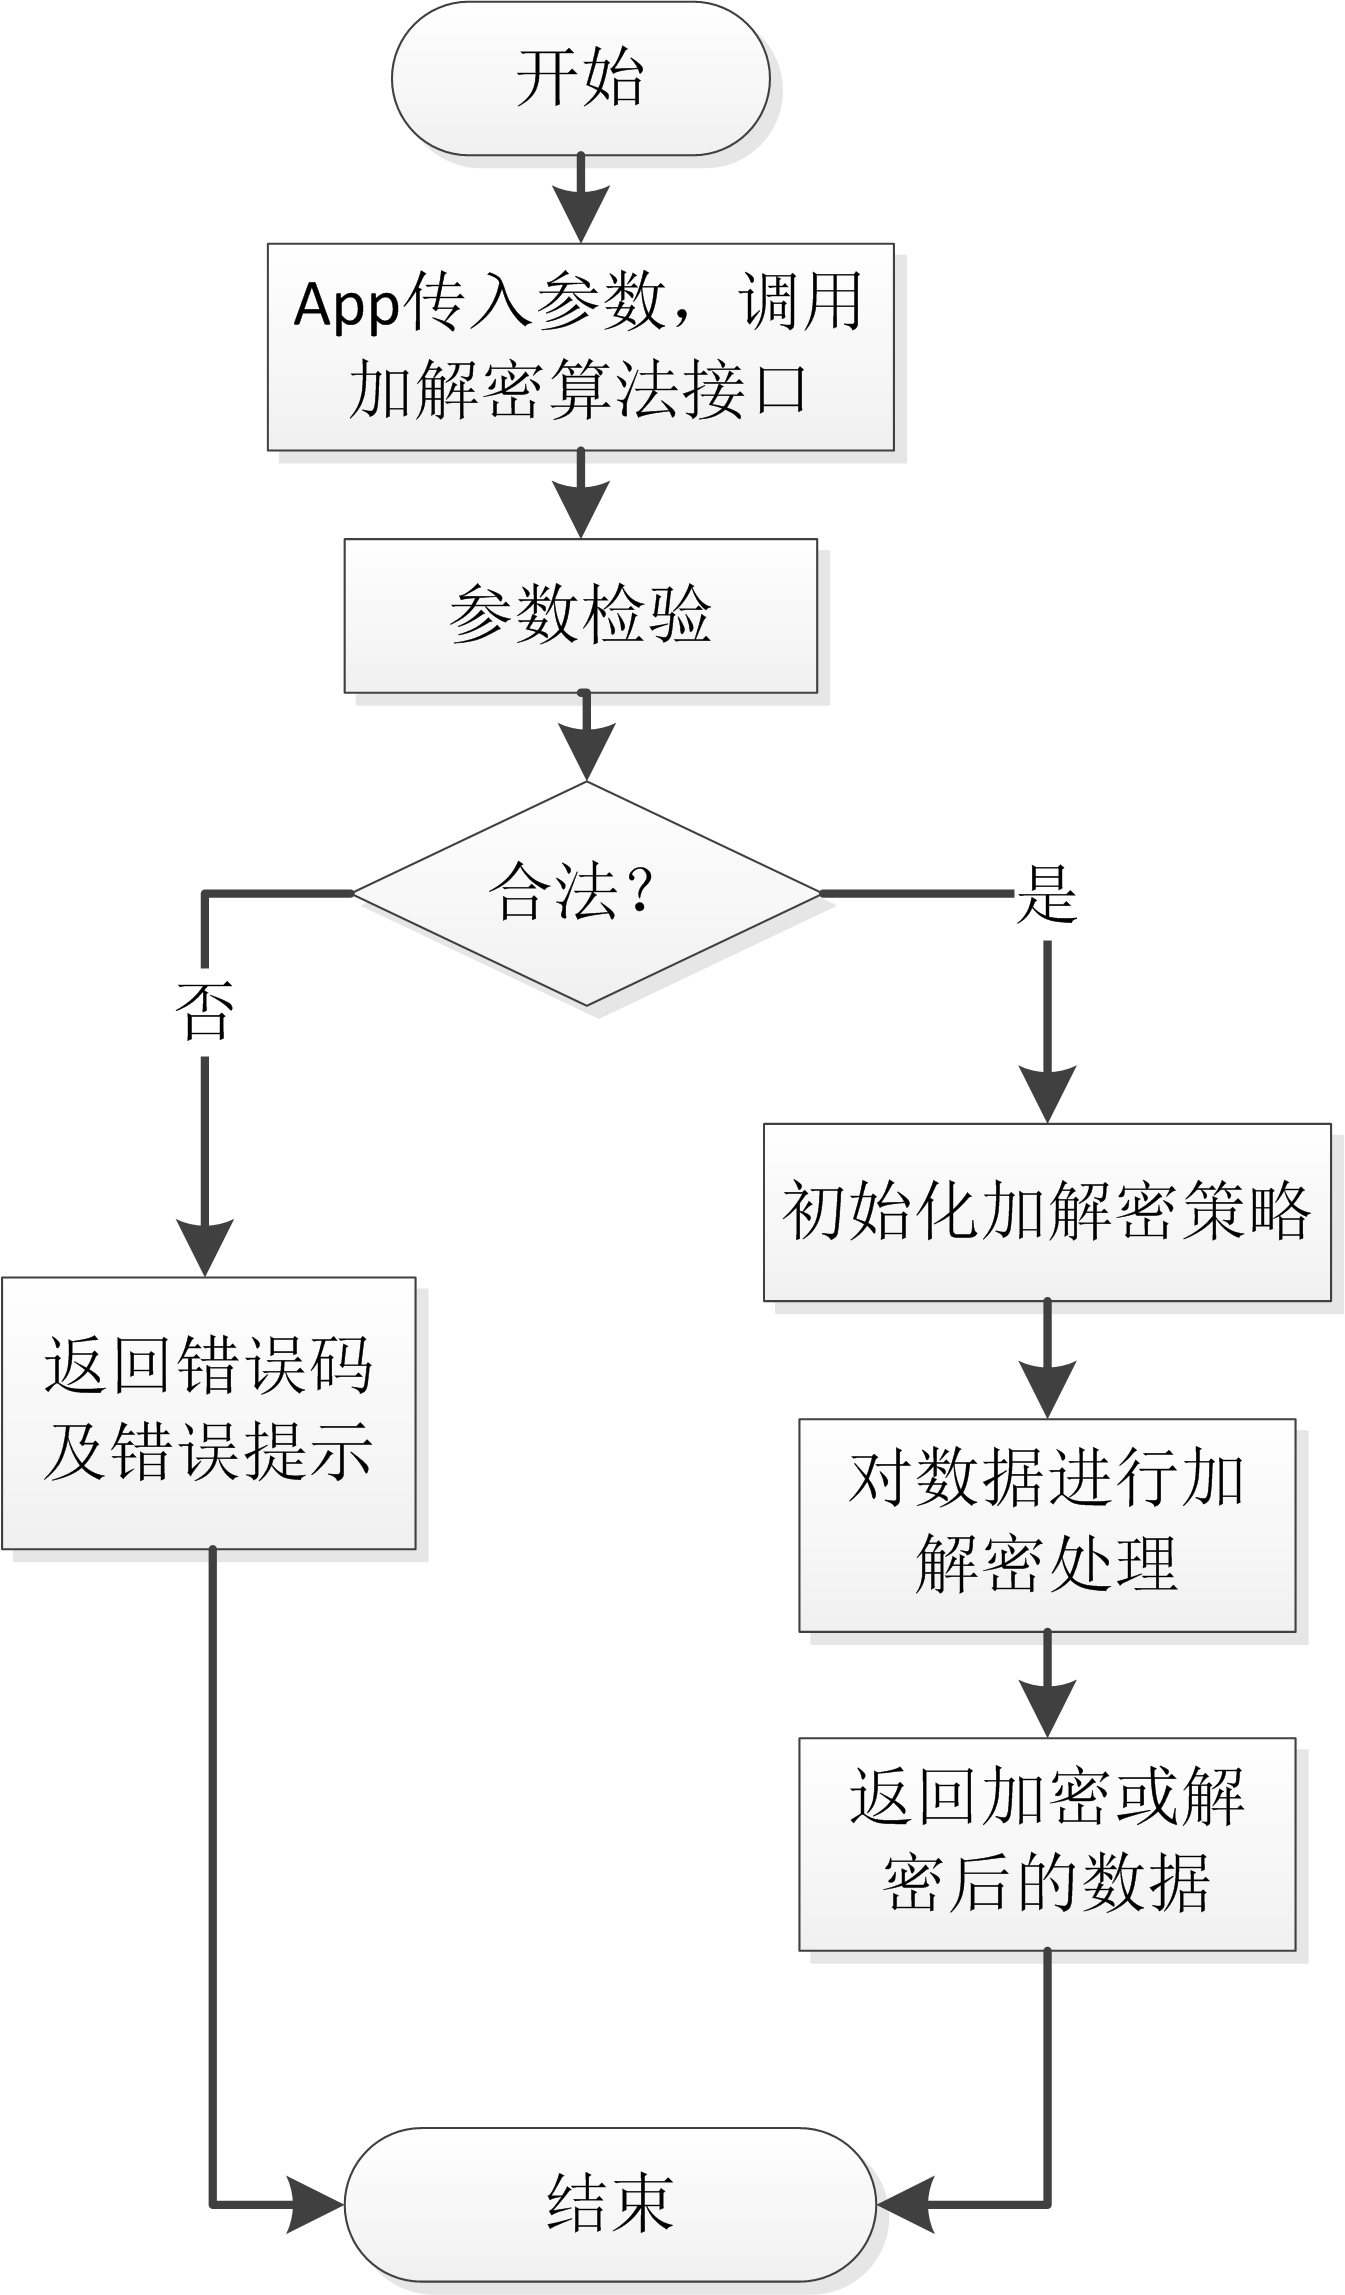 开始
App传入参数，调用
加解密算法接口
参数检验
合法？
是
否
初始化加解密策略
返回错误码
及错误提示
对数据进行加
解密处理
返回加密或解
密后的数据
结束